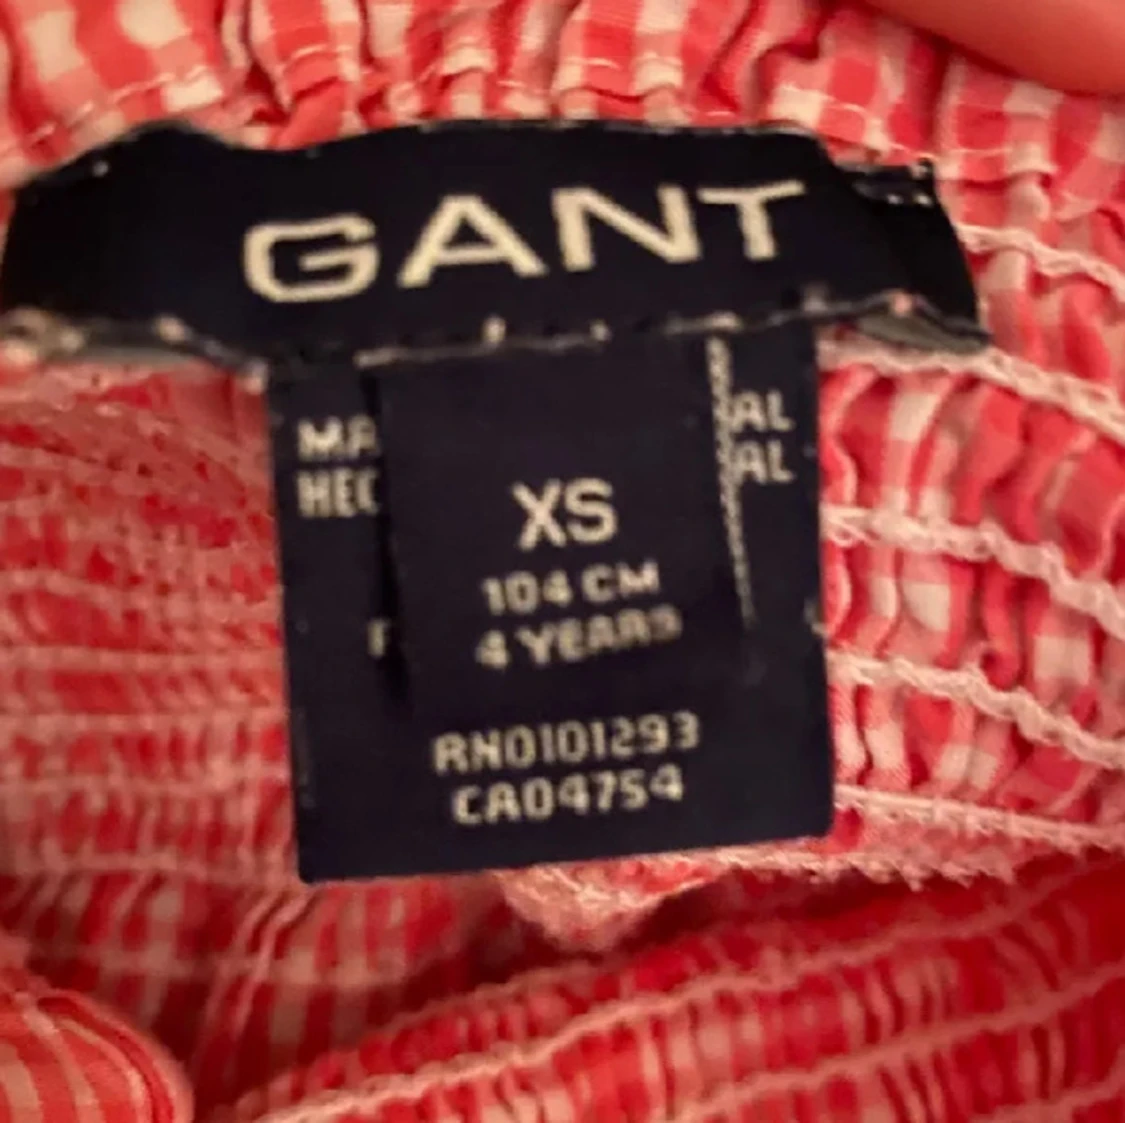 GANT
XS
104 CM
4 YEARS
RN0101293
CA04754